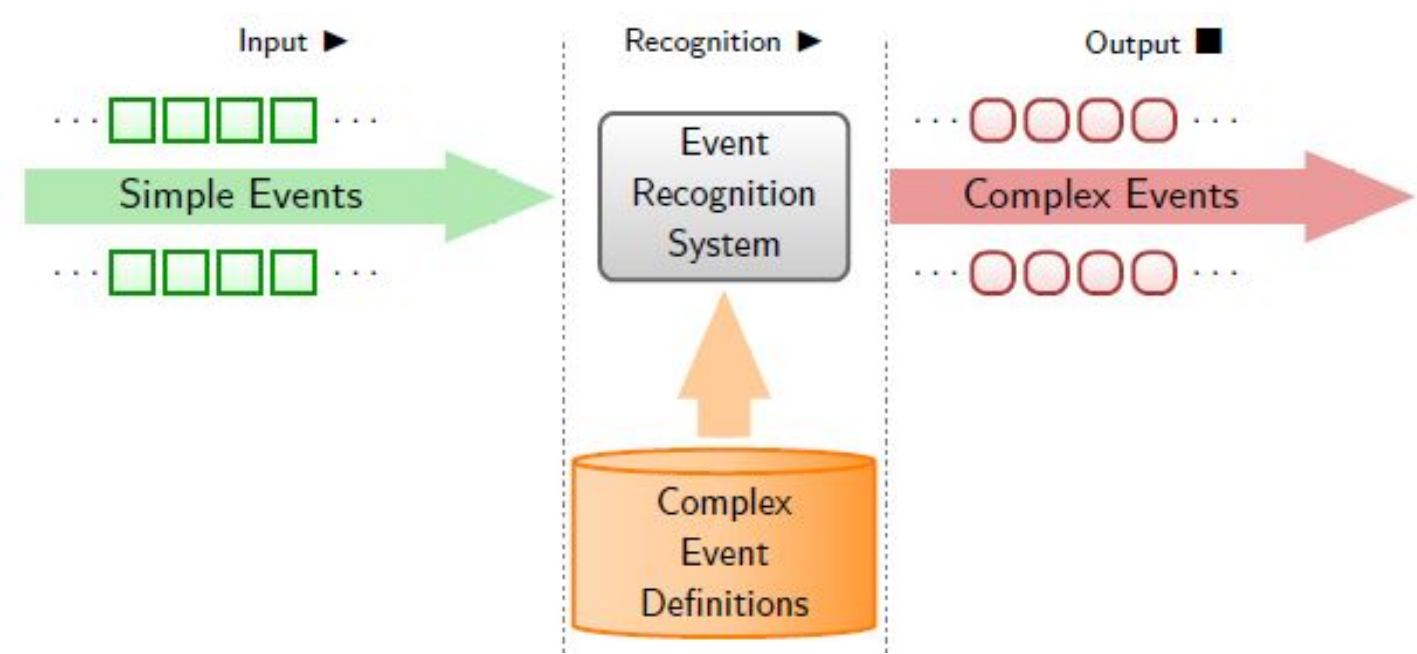 Input ►
Recognition ►
Output ■
··· ···
Simple Events
··· ···
Event
Recognition
System
··· ···
Complex Events
··· ···
Complex
Event
Definitions